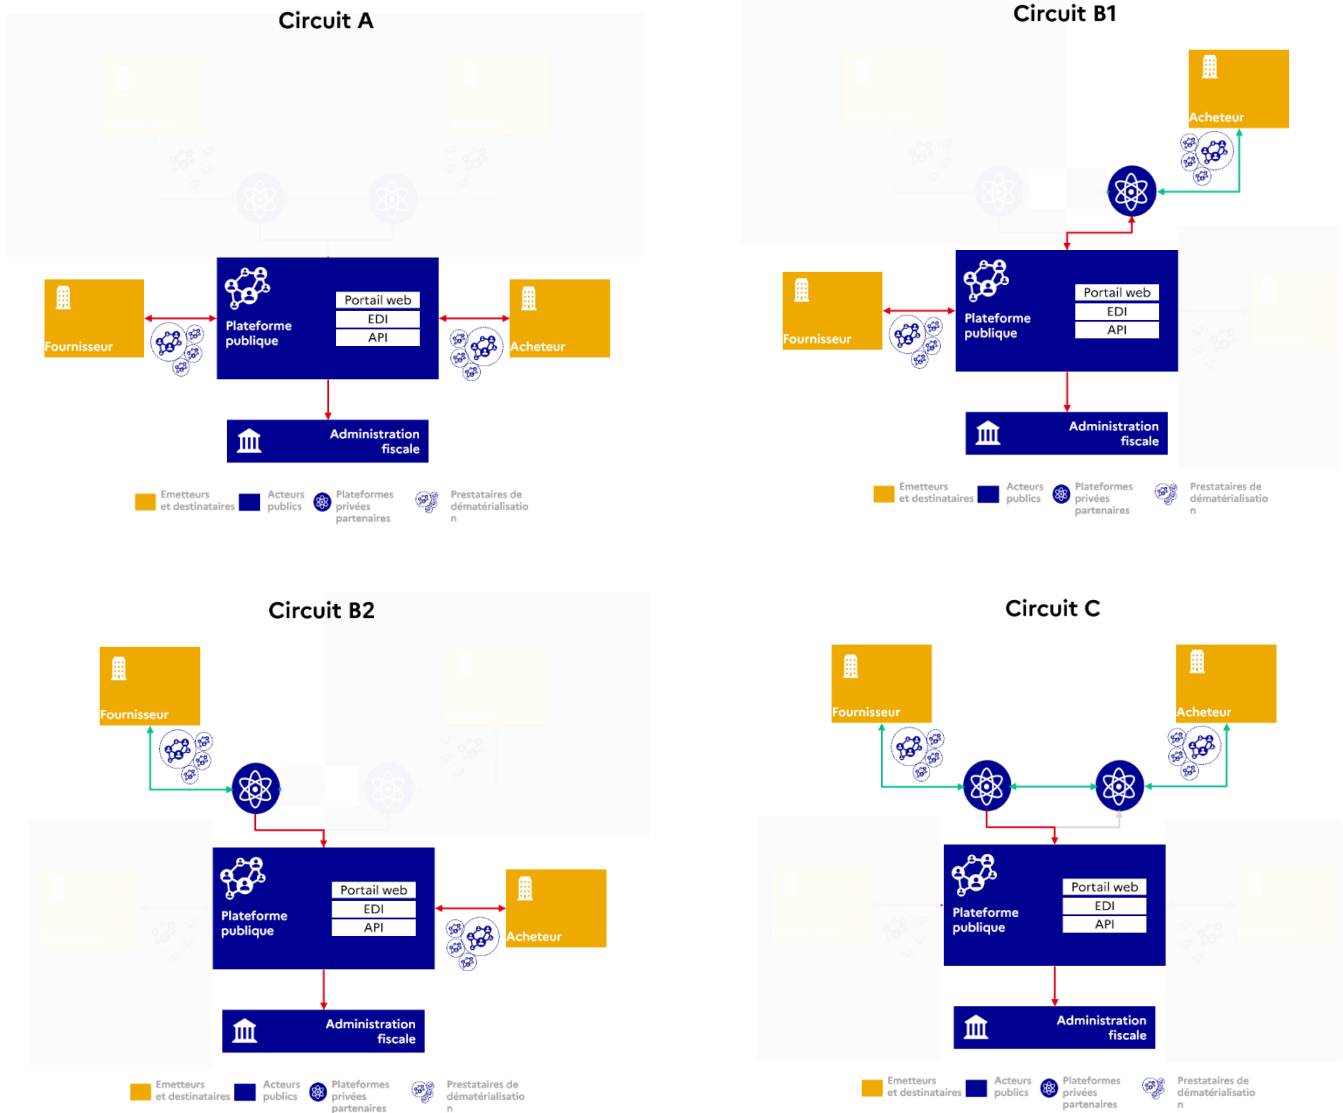 Circuit A
Portail web
EDI
API
Plateforme
publique
Fournisseur
Acheteur
Administration
fiscale
Emetteurs
et destinataires
Acteurs
publics
Plateformes
privées
partenaires
Prestataires de
dématérialisatio
n
Circuit B1
Acheteur
Portail web
EDI
API
Plateforme
publique
Fournisseur
Administration
fiscale
Emetteurs
et destinataires
Acteurs
publics
Plateformes
privées
partenaires
Prestataires de
dématérialisatio
n
Circuit B2
Fournisseur
Portail web
EDI
API
Plateforme
publique
Acheteur
Administration
fiscale
Emetteurs
et destinataires
Acteurs
publics
Plateformes
privées
partenaires
Prestataires de
dématérialisatio
n
Circuit C
Fournisseur
Acheteur
Portail web
EDI
API
Plateforme
publique
Administration
fiscale
Emetteurs
et destinataires
Acteurs
publics
Plateformes
privées
partenaires
Prestataires de
dématérialisatio
n